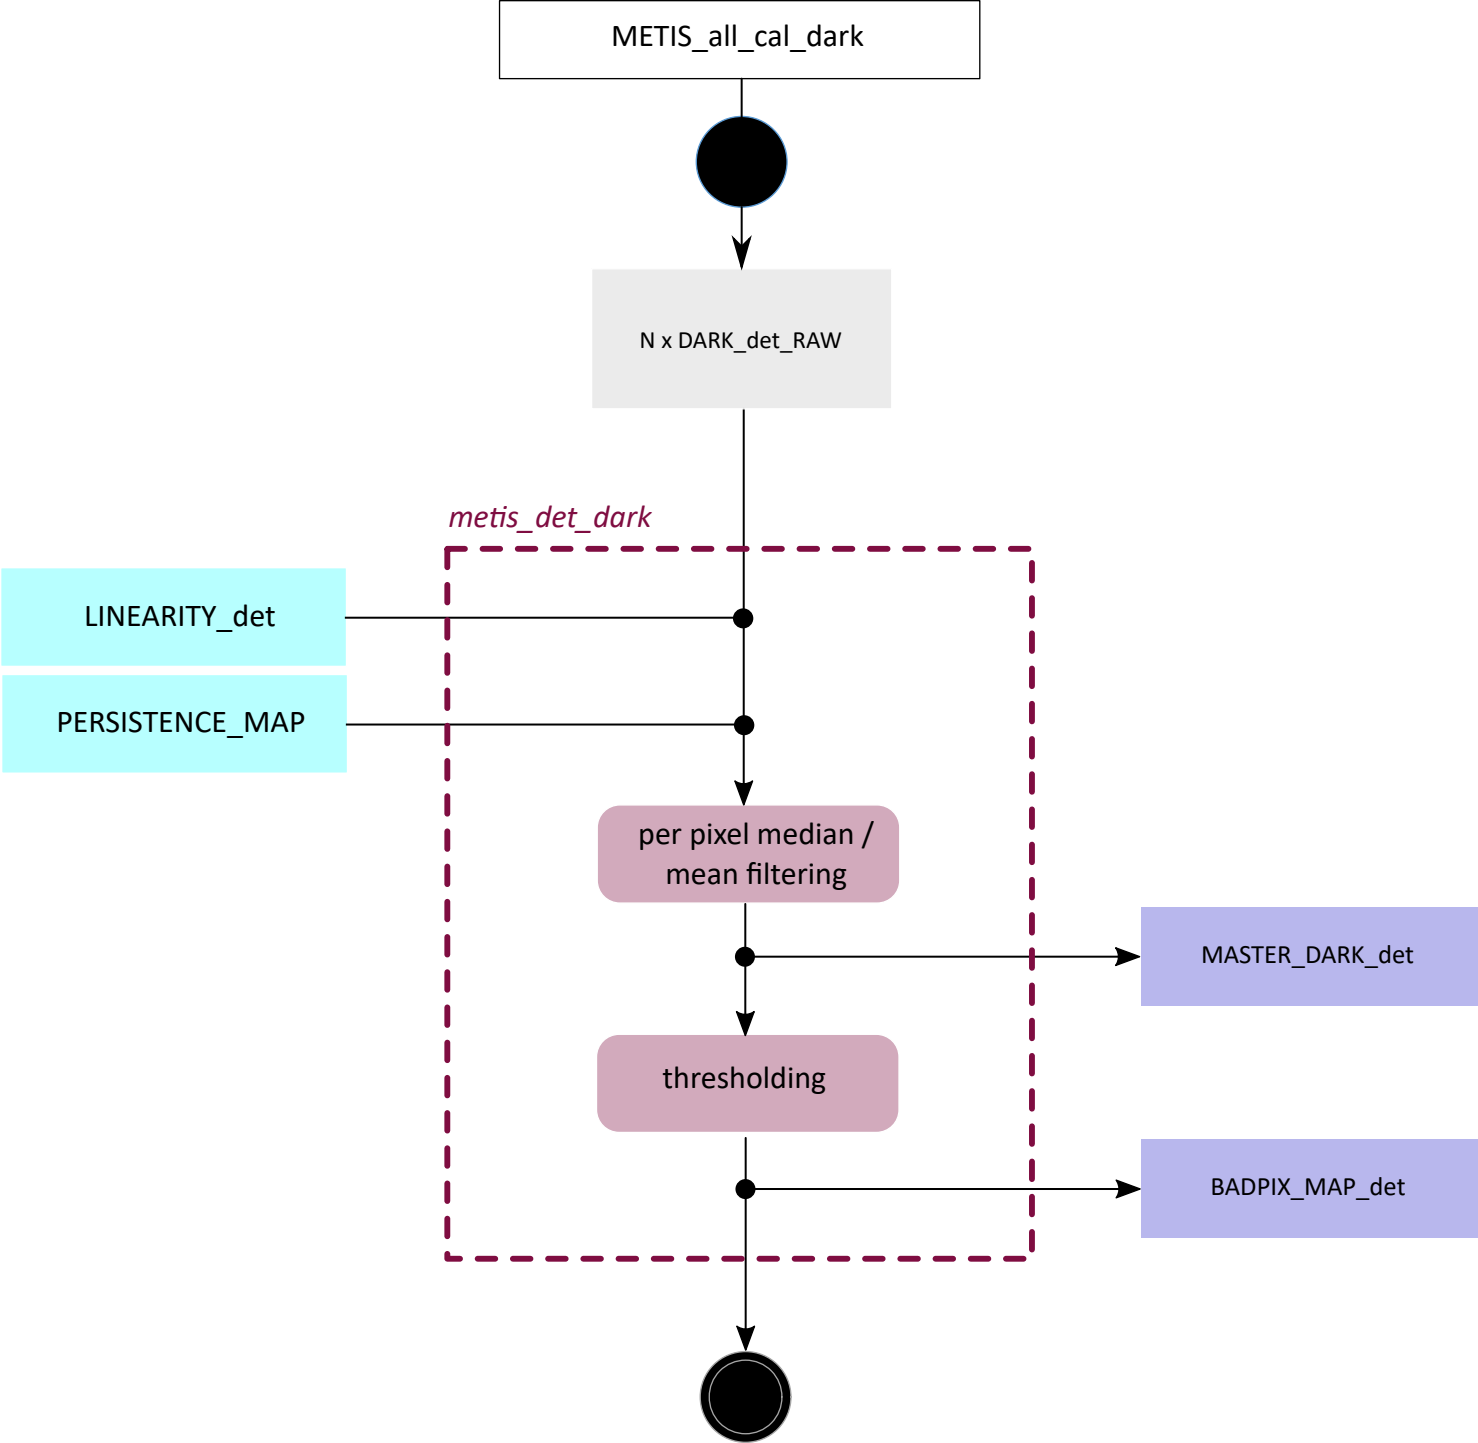 METIS_all_cal_dark
N x DARK_det_RAW
metis_det_dark
LINEARITY_det
PERSISTENCE_MAP
per pixel median /
mean filtering
MASTER_DARK_det
thresholding
BADPIX_MAP_det